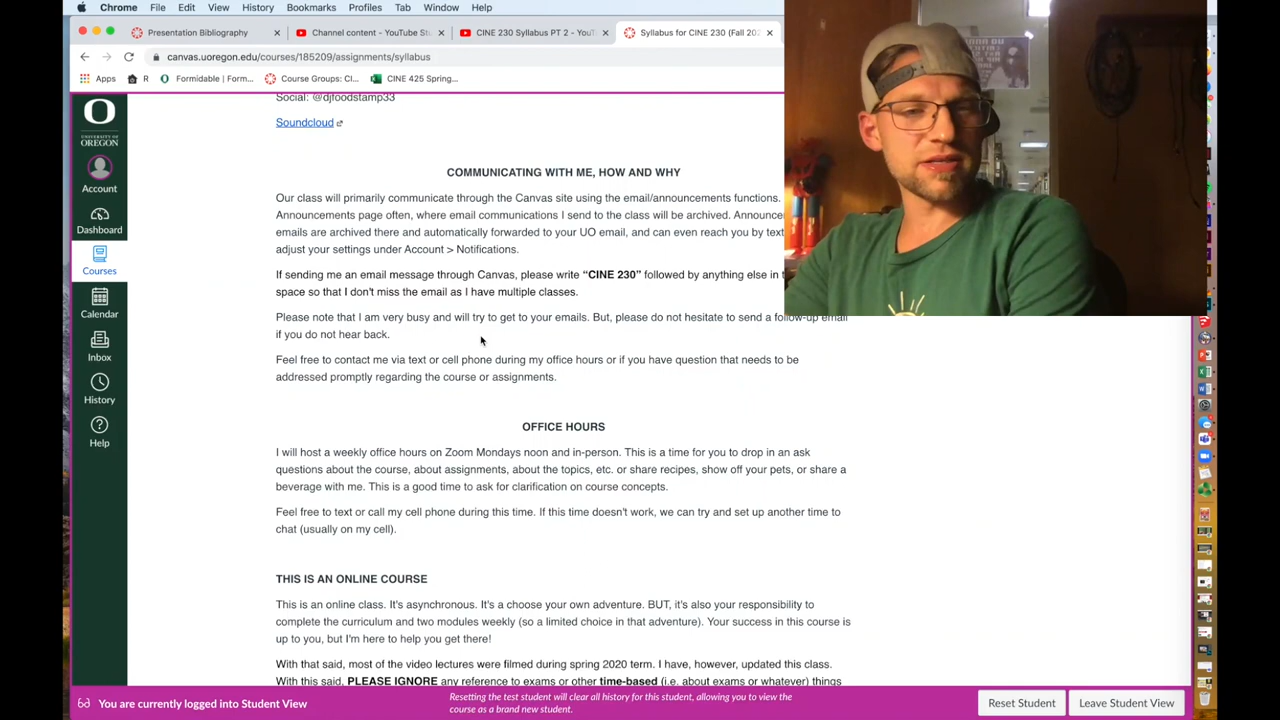 Chrome File Edit View History Bookmarks Profiles Tab Window Help
Presentation Bibliography
Channel content - YouTube St
CINE 230 Syllabus PT 2 - YouT
Syllabus for CINE 230 (Fall 20
canvas.uoregon.edu/courses/185209/assignments/syllabus
Apps R Formidable | Form... Course Groups: CI... CINE 425 Spring...
O
UNIVERSITY OF
OREGON
Account
Dashboard
Courses
Calendar
Inbox
History
Help
Social: @djfoodstamp33
Soundcloud
COMMUNICATING WITH ME, HOW AND WHY
Our class will primarily communicate through the Canvas site using the email/announcements functions.
Announcements page often, where email communications I send to the class will be archived. Announcem
emails are archived there and automatically forwarded to your UO email, and can even reach you by text
adjust your settings under Account > Notifications.
If sending me an email message through Canvas, please write “CINE 230” followed by anything else in
space so that I don't miss the email as I have multiple classes.
Please note that I am very busy and will try to get to your emails. But, please do not hesitate to send a follow-up email
if you do not hear back.
Feel free to contact me via text or cell phone during my office hours or if you have question that needs to be
addressed promptly regarding the course or assignments.
OFFICE HOURS
I will host a weekly office hours on Zoom Mondays noon and in-person. This is a time for you to drop in an ask
questions about the course, about assignments, about the topics, etc. or share recipes, show off your pets, or share a
beverage with me. This is a good time to ask for clarification on course concepts.
Feel free to text or call my cell phone during this time. If this time doesn't work, we can try and set up another time to
chat (usually on my cell).
THIS IS AN ONLINE COURSE
This is an online class. It's asynchronous. It's a choose your own adventure. BUT, it's also your responsibility to
complete the curriculum and two modules weekly (so a limited choice in that adventure). Your success in this course is
up to you, but I'm here to help you get there!
With that said, most of the video lectures were filmed during spring 2020 term. I have, however, updated this class.
With this said, PLEASE IGNORE any reference to exams or other time-based (i.e. about exams or whatever) things
You are currently logged into Student View
Resetting the test student will clear all history for this student, allowing you to view the
course as a brand new student.
Reset Student
Leave Student View